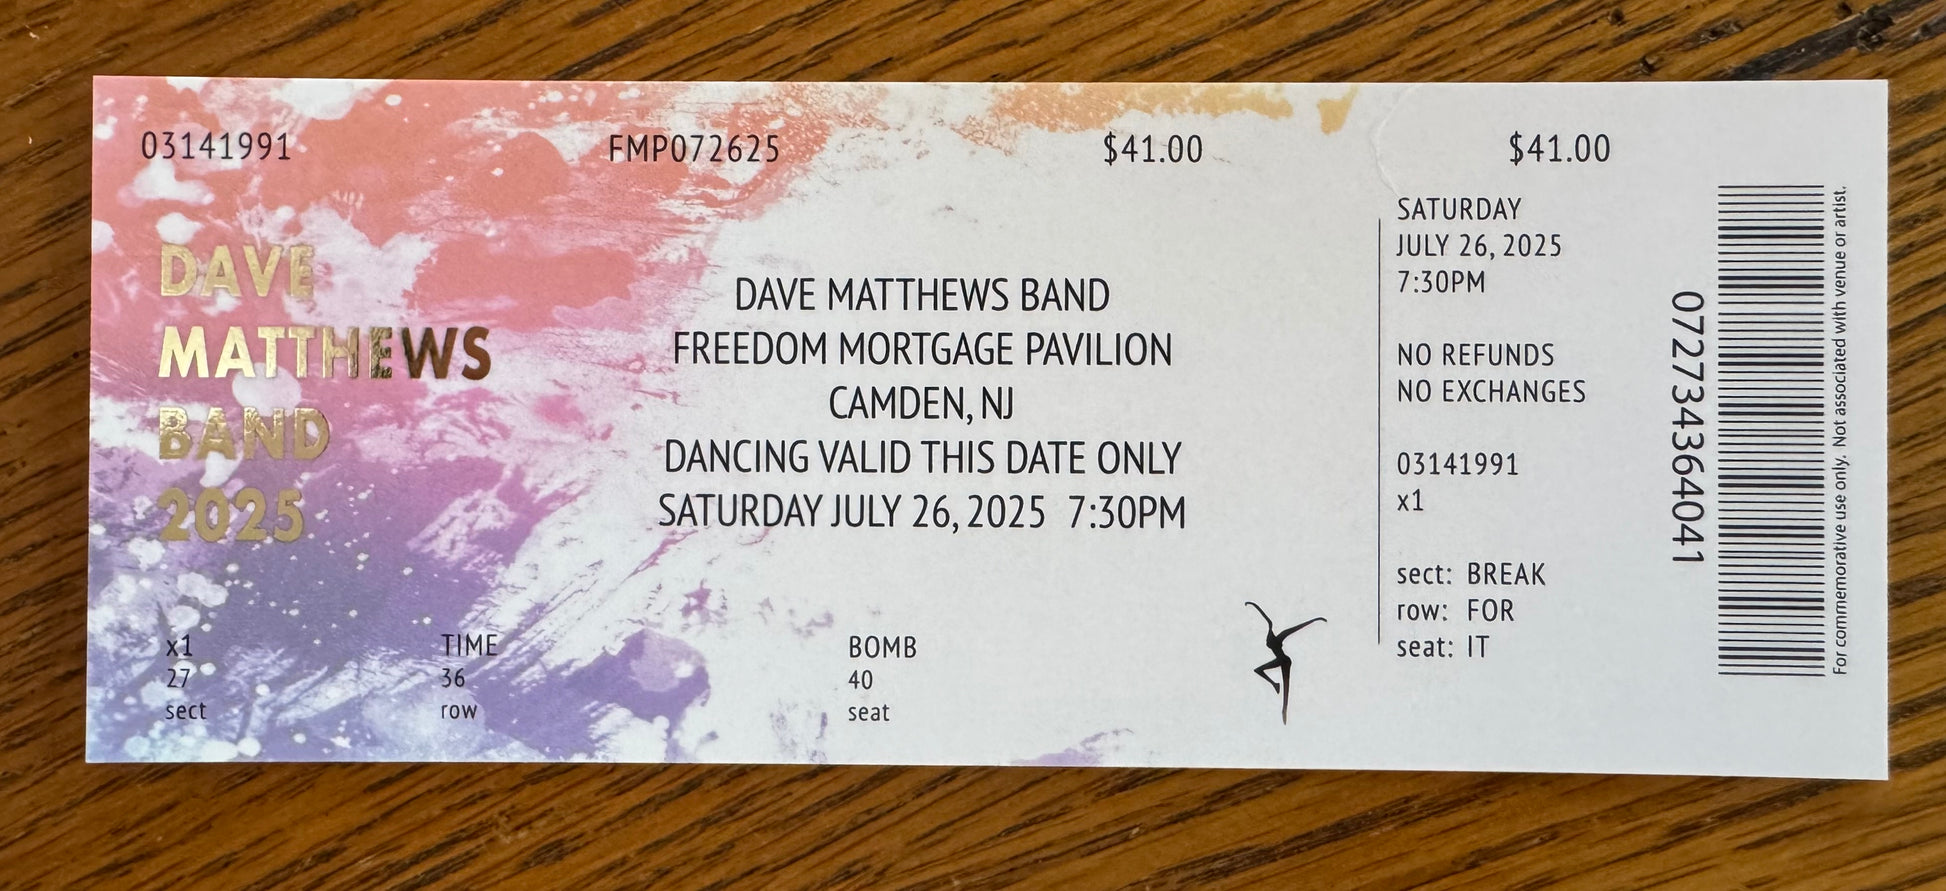 03141991 FMP072625 $41.00 $41.00
DAVE
MATTHEWS
BAND
2025
DAVE MATTHEWS BAND
FREEDOM MORTGAGE PAVILION
CAMDEN, NJ
DANCING VALID THIS DATE ONLY
SATURDAY JULY 26, 2025 7:30PM
x1 TIME BOMB
27 36 40
sect row seat
SATURDAY
JULY 26, 2025
7:30PM
NO REFUNDS
NO EXCHANGES
03141991
x1
sect: BREAK
row: FOR
seat: IT
072734364041
For commemorative use only. Not associated with venue or artist.